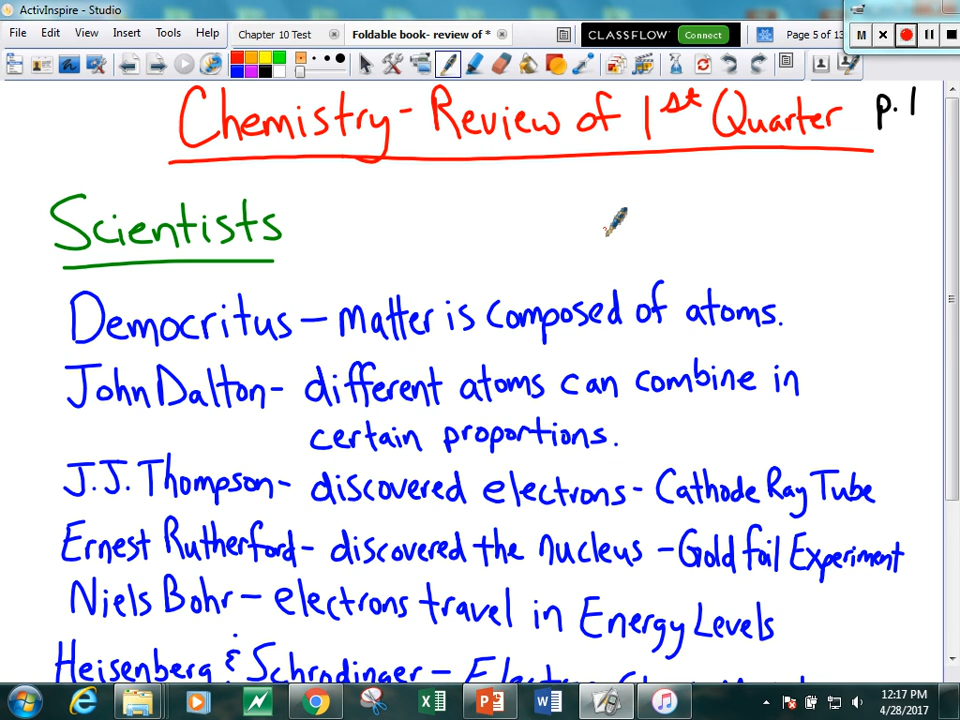 ActivInspire - Studio
File Edit View Insert Tools Help
Chapter 10 Test
Foldable book- review of *
CLASSFLOW Connect
Page 5 of 13
M
Chemistry - Review of 1st Quarter p. 1
Scientists
Democritus - Matter is composed of atoms.
John Dalton - different atoms can combine in
certain proportions.
J.J. Thompson - discovered electrons - Cathode Ray Tube
Ernest Rutherford - discovered the nucleus - Gold foil Experiment
Niels Bohr - electrons travel in Energy Levels
Heisenberg & Schrodinger - Electron
12:17 PM
4/28/2017